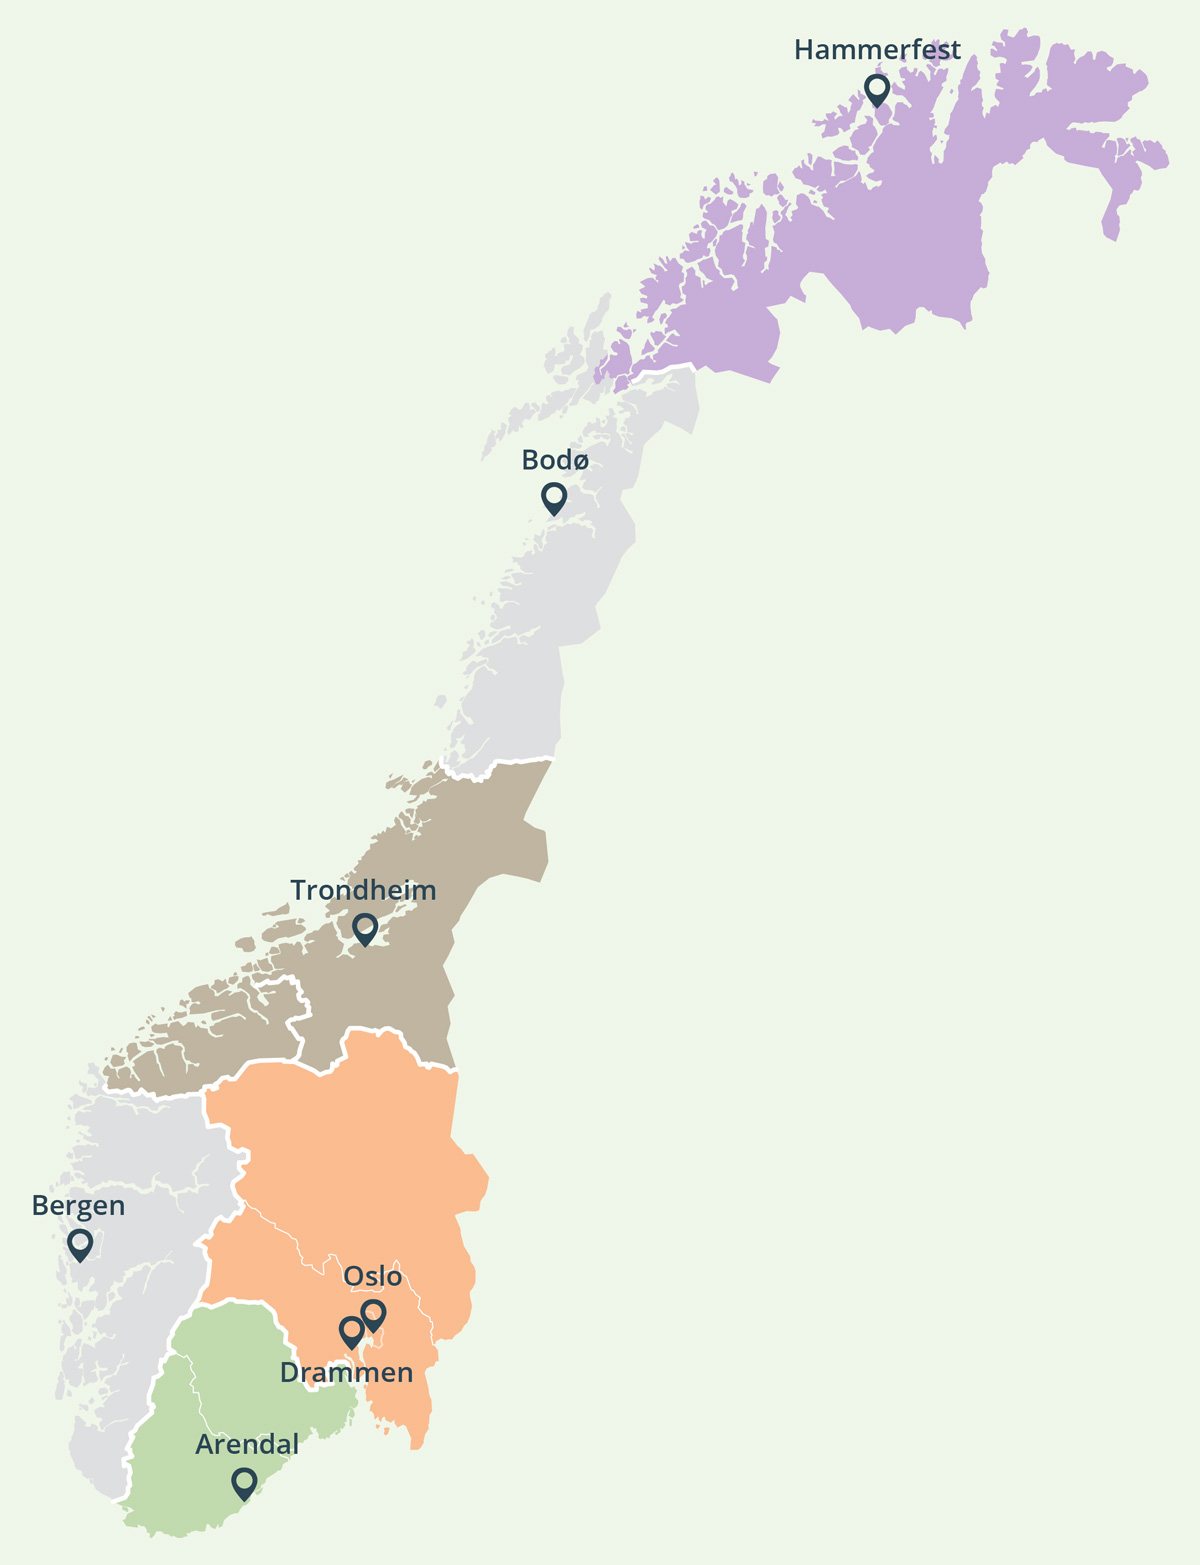 Hammerfest
Bodø
Trondheim
Bergen
Oslo
Drammen
Arendal